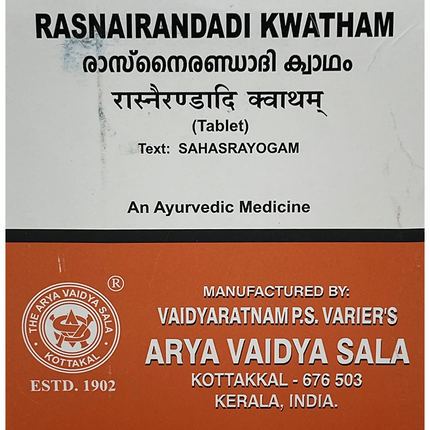 RASNAIRANDADI KWATHAM
രാസ്നൈരണ്ഡാദി ക്വാഥം
रास्नैरण्डादि क्वाथम्
(Tablet)
Text: SAHASRAYOGAM
An Ayurvedic Medicine
®
THE ARYA VAIDYA SALA
KOTTAKAL
ESTD. 1902
MANUFACTURED BY:
VAIDYARATNAM P.S. VARIER'S
ARYA VAIDYA SALA
KOTTAKKAL - 676 503
KERALA, INDIA.